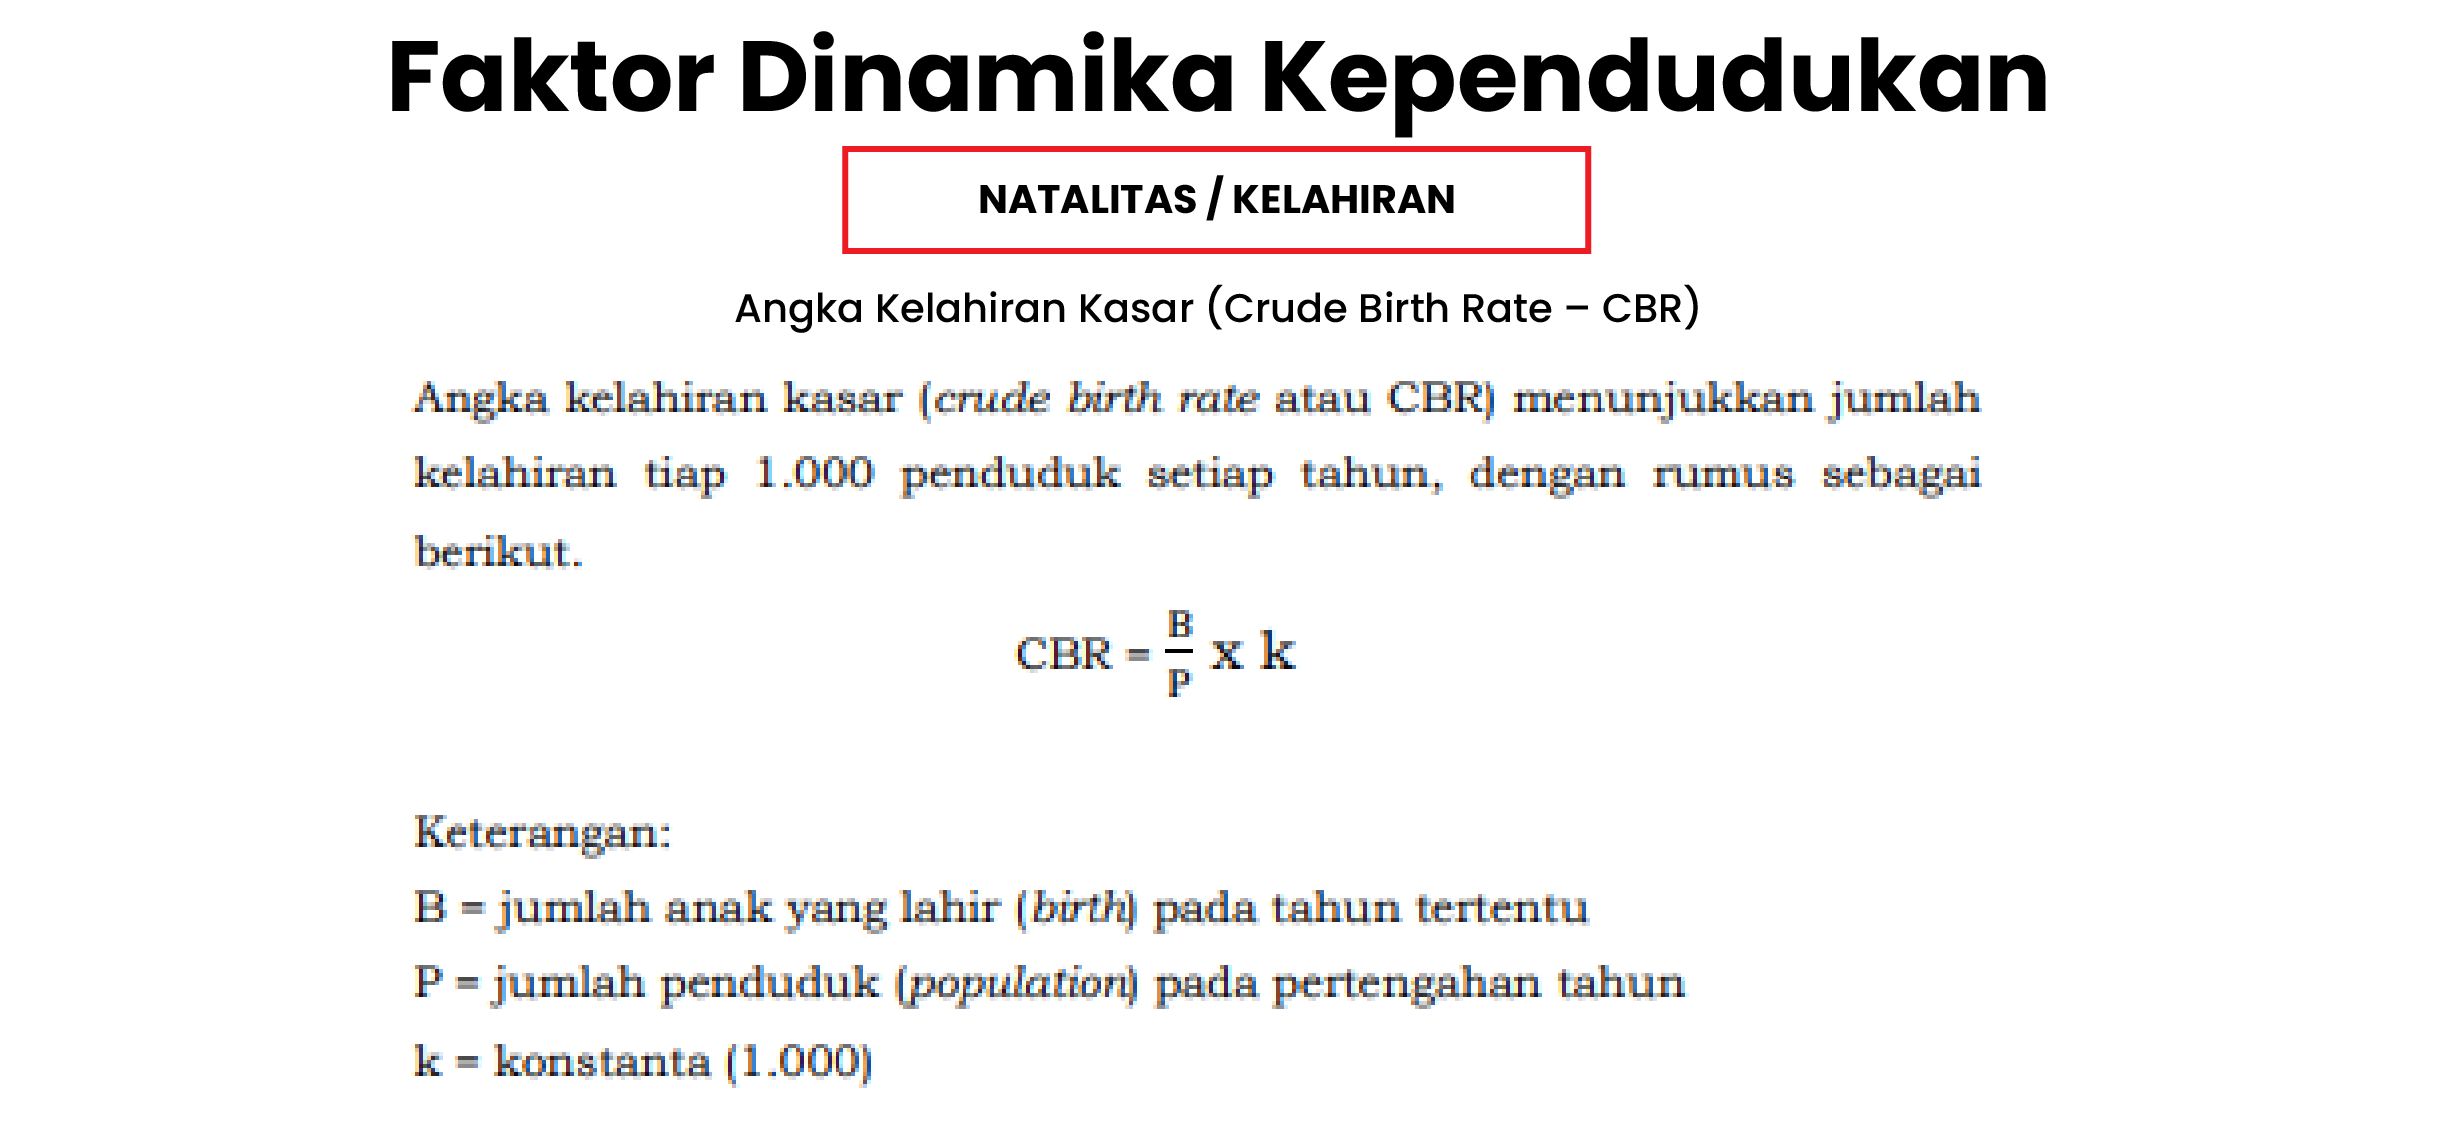 Faktor Dinamika Kependudukan
NATALITAS / KELAHIRAN
Angka Kelahiran Kasar (Crude Birth Rate – CBR)
Angka kelahiran kasar (crude birth rate atau CBR) menunjukkan jumlah
kelahiran tiap 1.000 penduduk setiap tahun, dengan rumus sebagai
berikut.
CBR = B/P x k
Keterangan:
B = jumlah anak yang lahir (birth) pada tahun tertentu
P = jumlah penduduk (population) pada pertengahan tahun
k = konstanta (1.000)